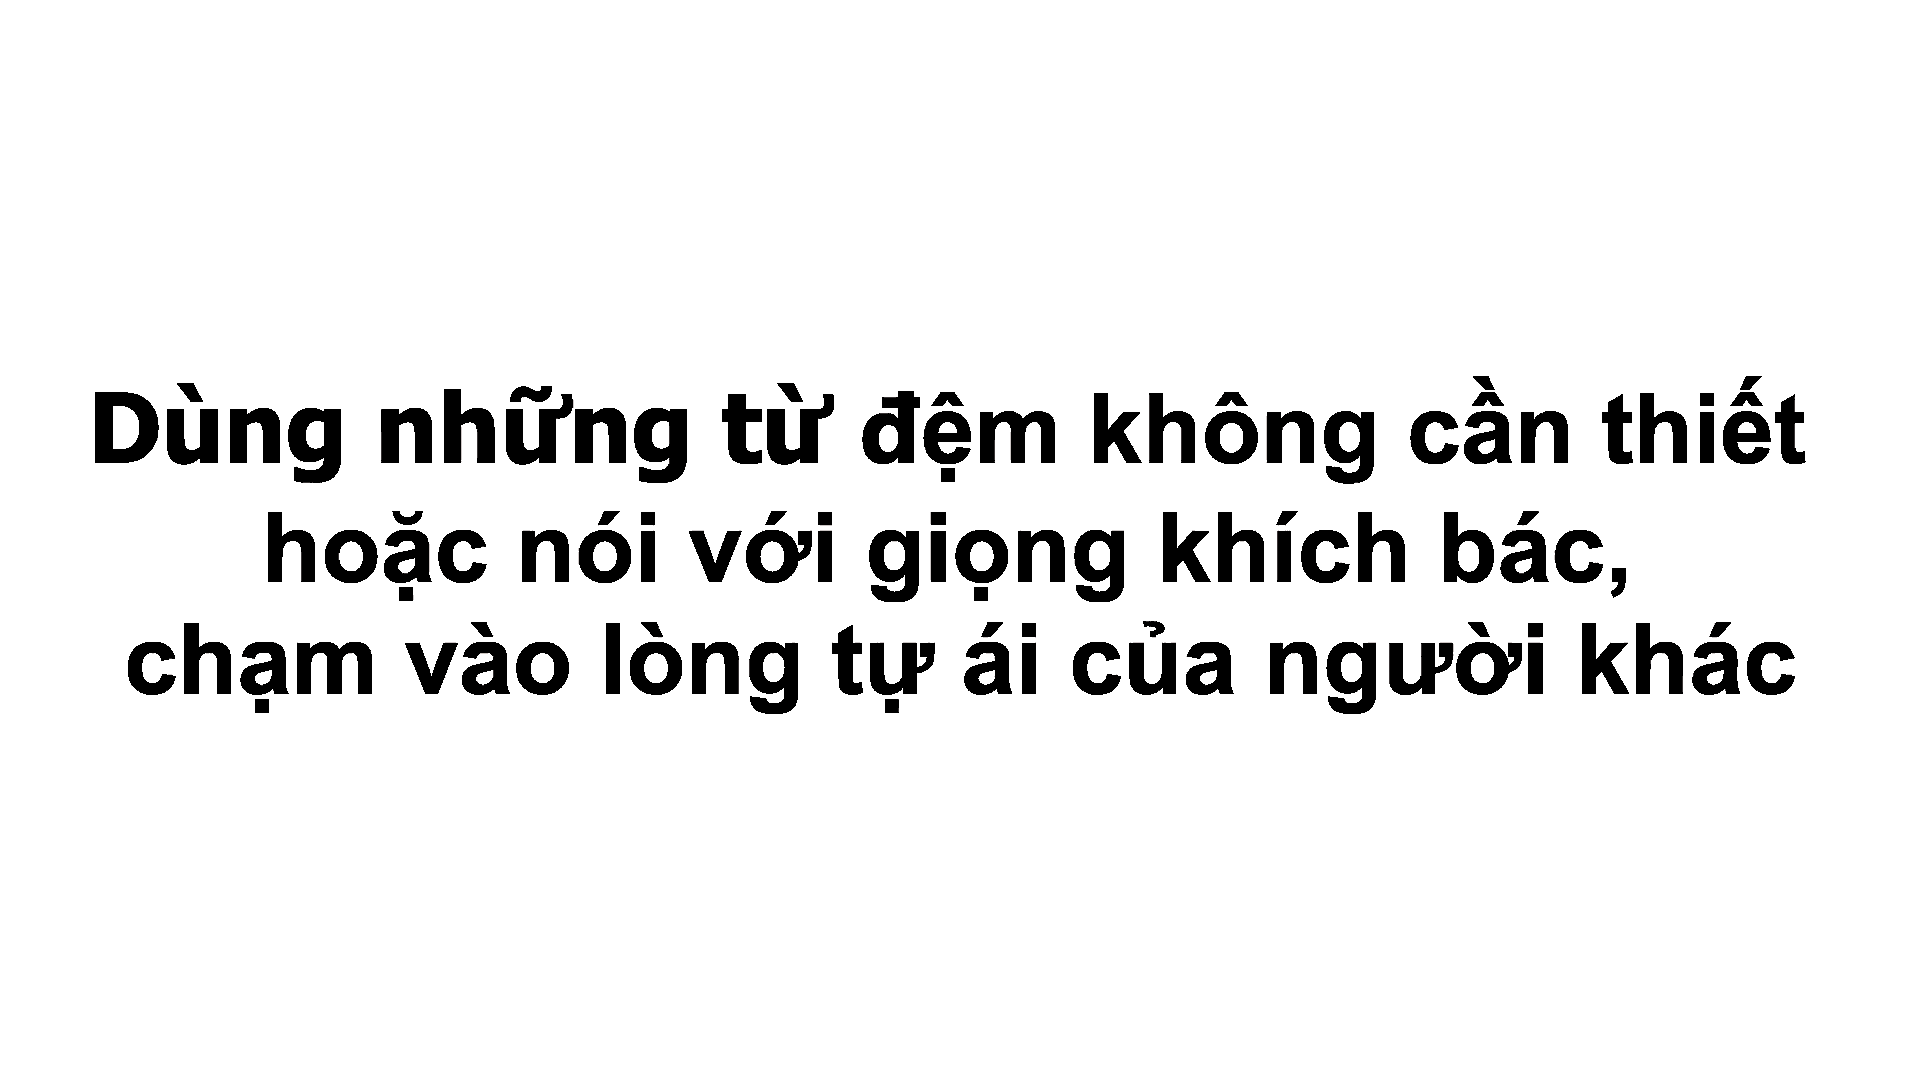 Dùng những từ đệm không cần thiết
hoặc nói với giọng khích bác,
chạm vào lòng tự ái của người khác